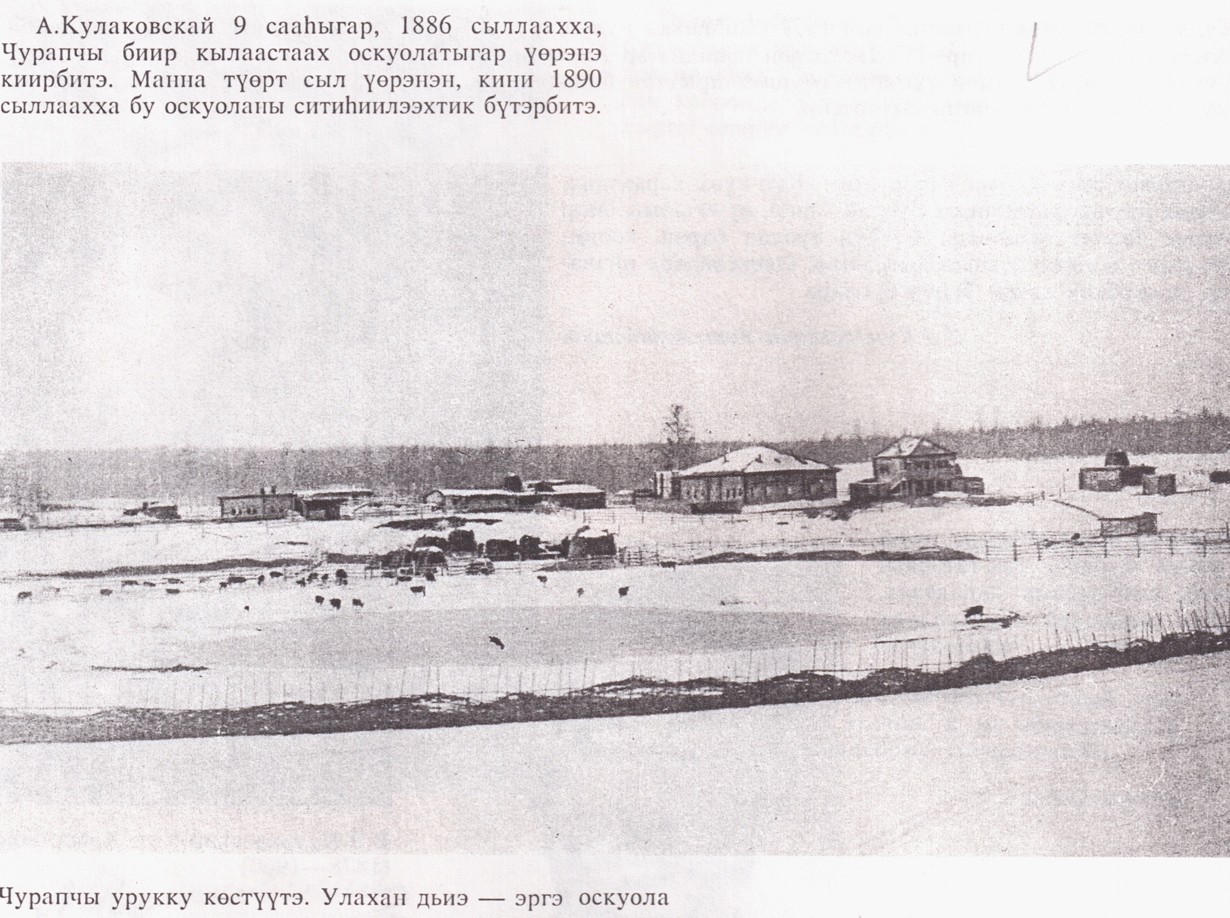 А.Кулаковскай 9 сааһыгар, 1886 сыллаахха,
Чурапчы биир кылаастаах оскуолатыгар үөрэнэ
киирбитэ. Манна түөрт сыл үөрэнэн, кини 1890
сыллаахха бу оскуоланы ситиһиилээхтик бүтэрбитэ.
Чурапчы урукку көстүүтэ. Улахан дьиэ — эргэ оскуола